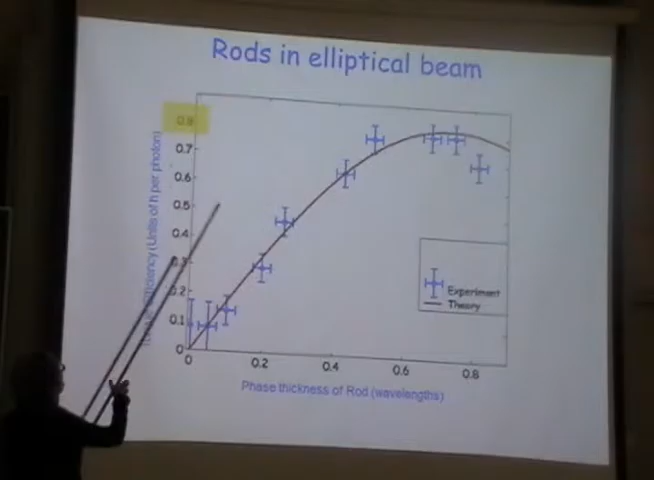 Rods in elliptical beam
0.8
0.7
0.6
0.5
0.4
0.3
0.2
0.1
0
0 0.2 0.4 0.6 0.8
Phase thickness of Rod (wavelengths)
efficiency (Units of ħ per photon)
Experiment
Theory